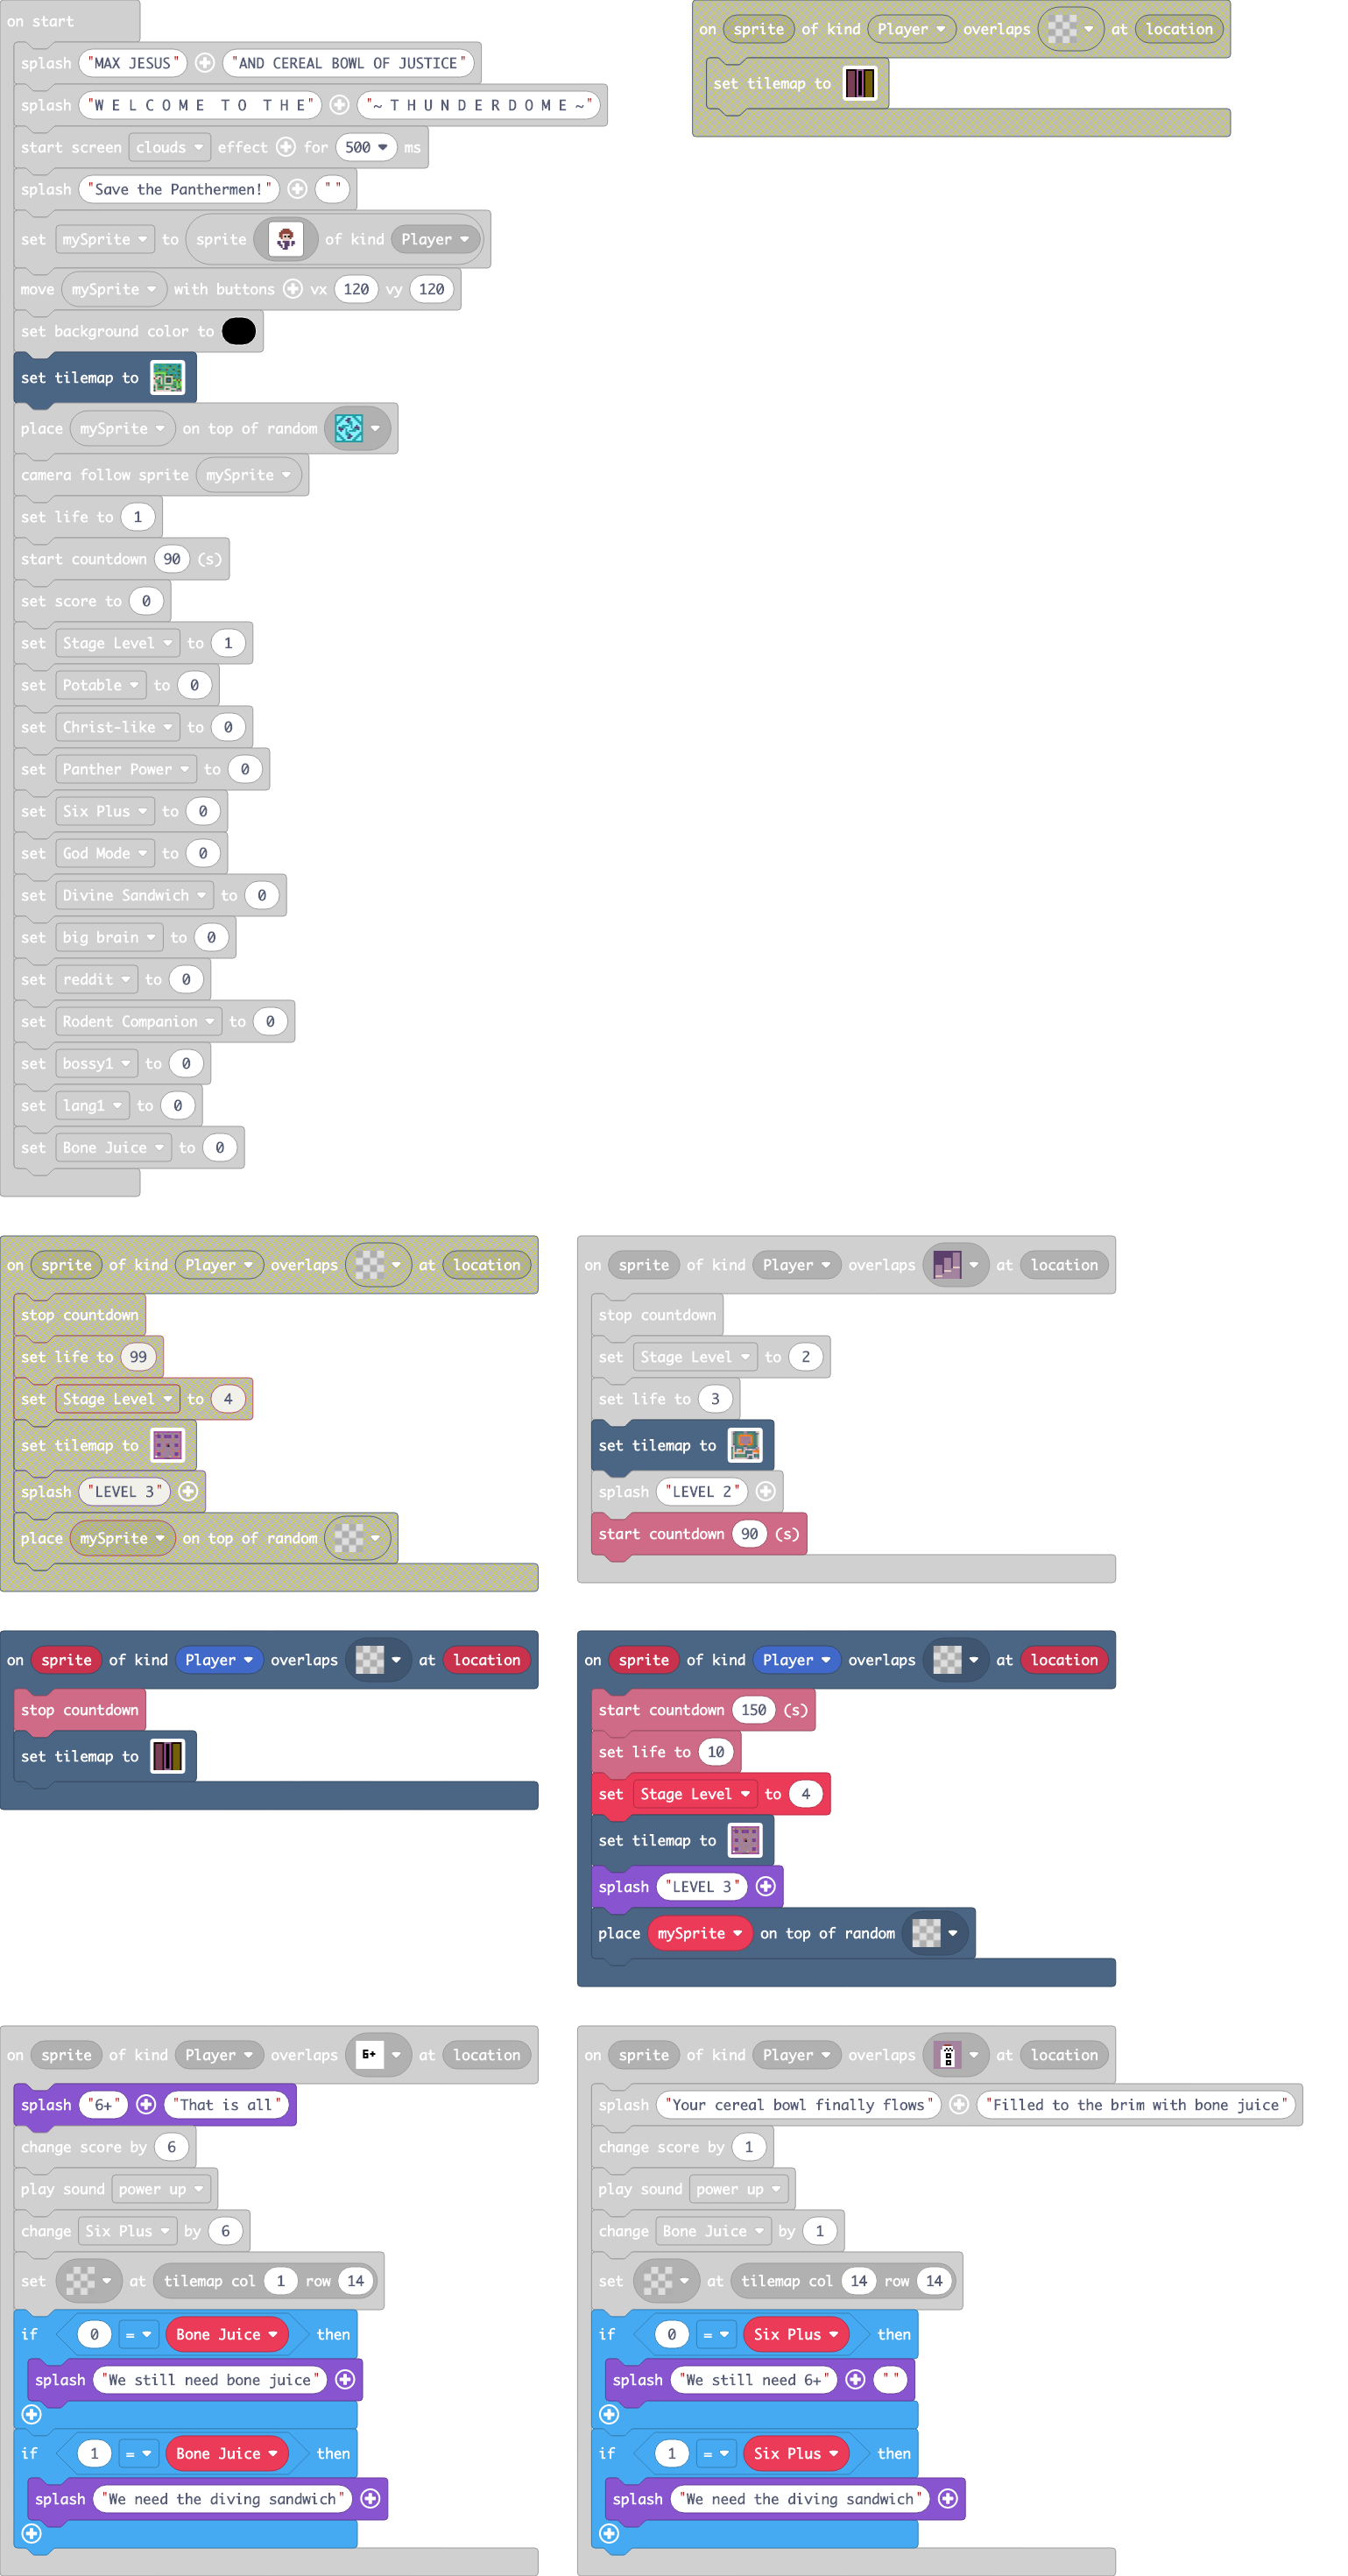 on start
splash "MAX JESUS" "AND CEREAL BOWL OF JUSTICE"
splash "W E L C O M E  T O  T H E" "~ T H U N D E R D O M E ~"
start screen clouds effect for 500 ms
splash "Save the Panthermen!" " "
set mySprite to sprite of kind Player
move mySprite with buttons vx 120 vy 120
set background color to
set tilemap to
place mySprite on top of random
camera follow sprite mySprite
set life to 1
start countdown 90 (s)
set score to 0
set Stage Level to 1
set Potable to 0
set Christ-like to 0
set Panther Power to 0
set Six Plus to 0
set God Mode to 0
set Divine Sandwich to 0
set big brain to 0
set reddit to 0
set Rodent Companion to 0
set bossy1 to 0
set lang1 to 0
set Bone Juice to 0
on sprite of kind Player overlaps at location
set tilemap to
on sprite of kind Player overlaps at location
stop countdown
set life to 99
set Stage Level to 4
set tilemap to
splash "LEVEL 3"
place mySprite on top of random
on sprite of kind Player overlaps at location
stop countdown
set Stage Level to 2
set life to 3
set tilemap to
splash "LEVEL 2"
start countdown 90 (s)
on sprite of kind Player overlaps at location
stop countdown
set tilemap to
on sprite of kind Player overlaps at location
start countdown 150 (s)
set life to 10
set Stage Level to 4
set tilemap to
splash "LEVEL 3"
place mySprite on top of random
on sprite of kind Player overlaps 6+ at location
splash "6+" "That is all"
change score by 6
play sound power up
change Six Plus by 6
set at tilemap col 1 row 14
if 0 = Bone Juice then
splash "We still need bone juice"
if 1 = Bone Juice then
splash "We need the diving sandwich"
on sprite of kind Player overlaps at location
splash "Your cereal bowl finally flows" "Filled to the brim with bone juice"
change score by 1
play sound power up
change Bone Juice by 1
set at tilemap col 14 row 14
if 0 = Six Plus then
splash "We still need 6+" " "
if 1 = Six Plus then
splash "We need the diving sandwich"